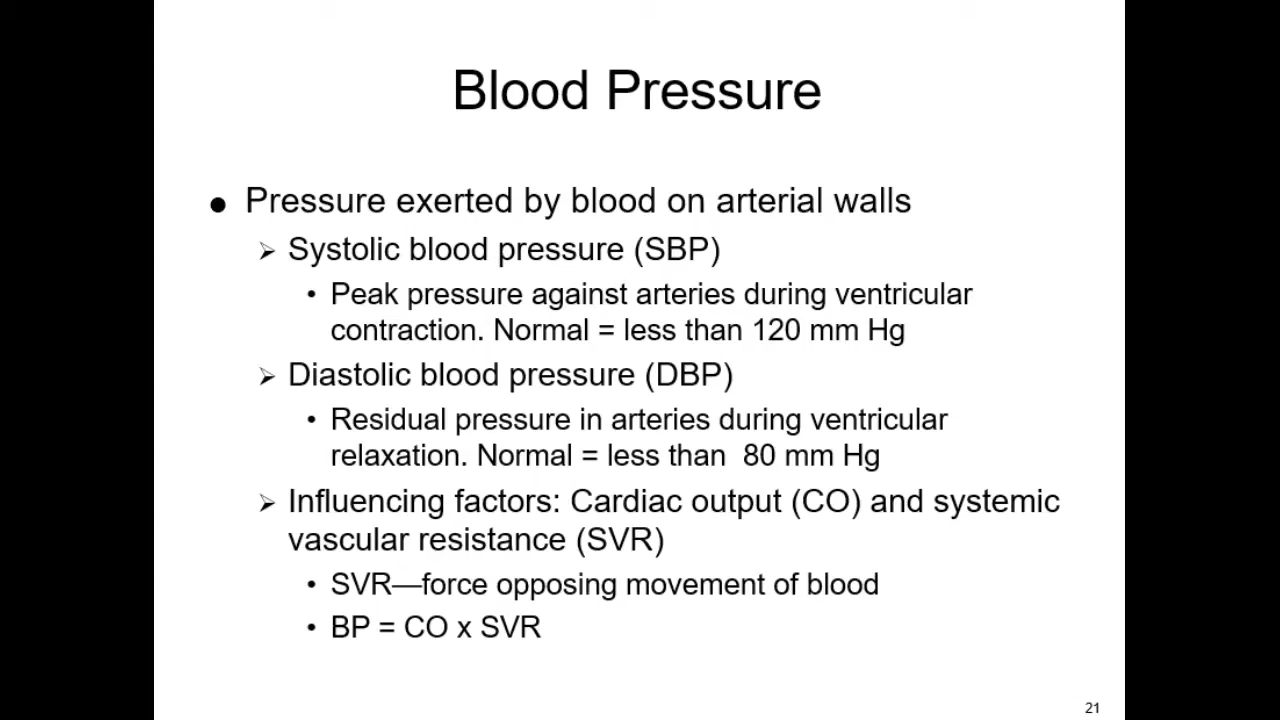 Blood Pressure
● Pressure exerted by blood on arterial walls
➢ Systolic blood pressure (SBP)
• Peak pressure against arteries during ventricular
contraction. Normal = less than 120 mm Hg
➢ Diastolic blood pressure (DBP)
• Residual pressure in arteries during ventricular
relaxation. Normal = less than  80 mm Hg
➢ Influencing factors: Cardiac output (CO) and systemic
vascular resistance (SVR)
• SVR—force opposing movement of blood
• BP = CO x SVR
21